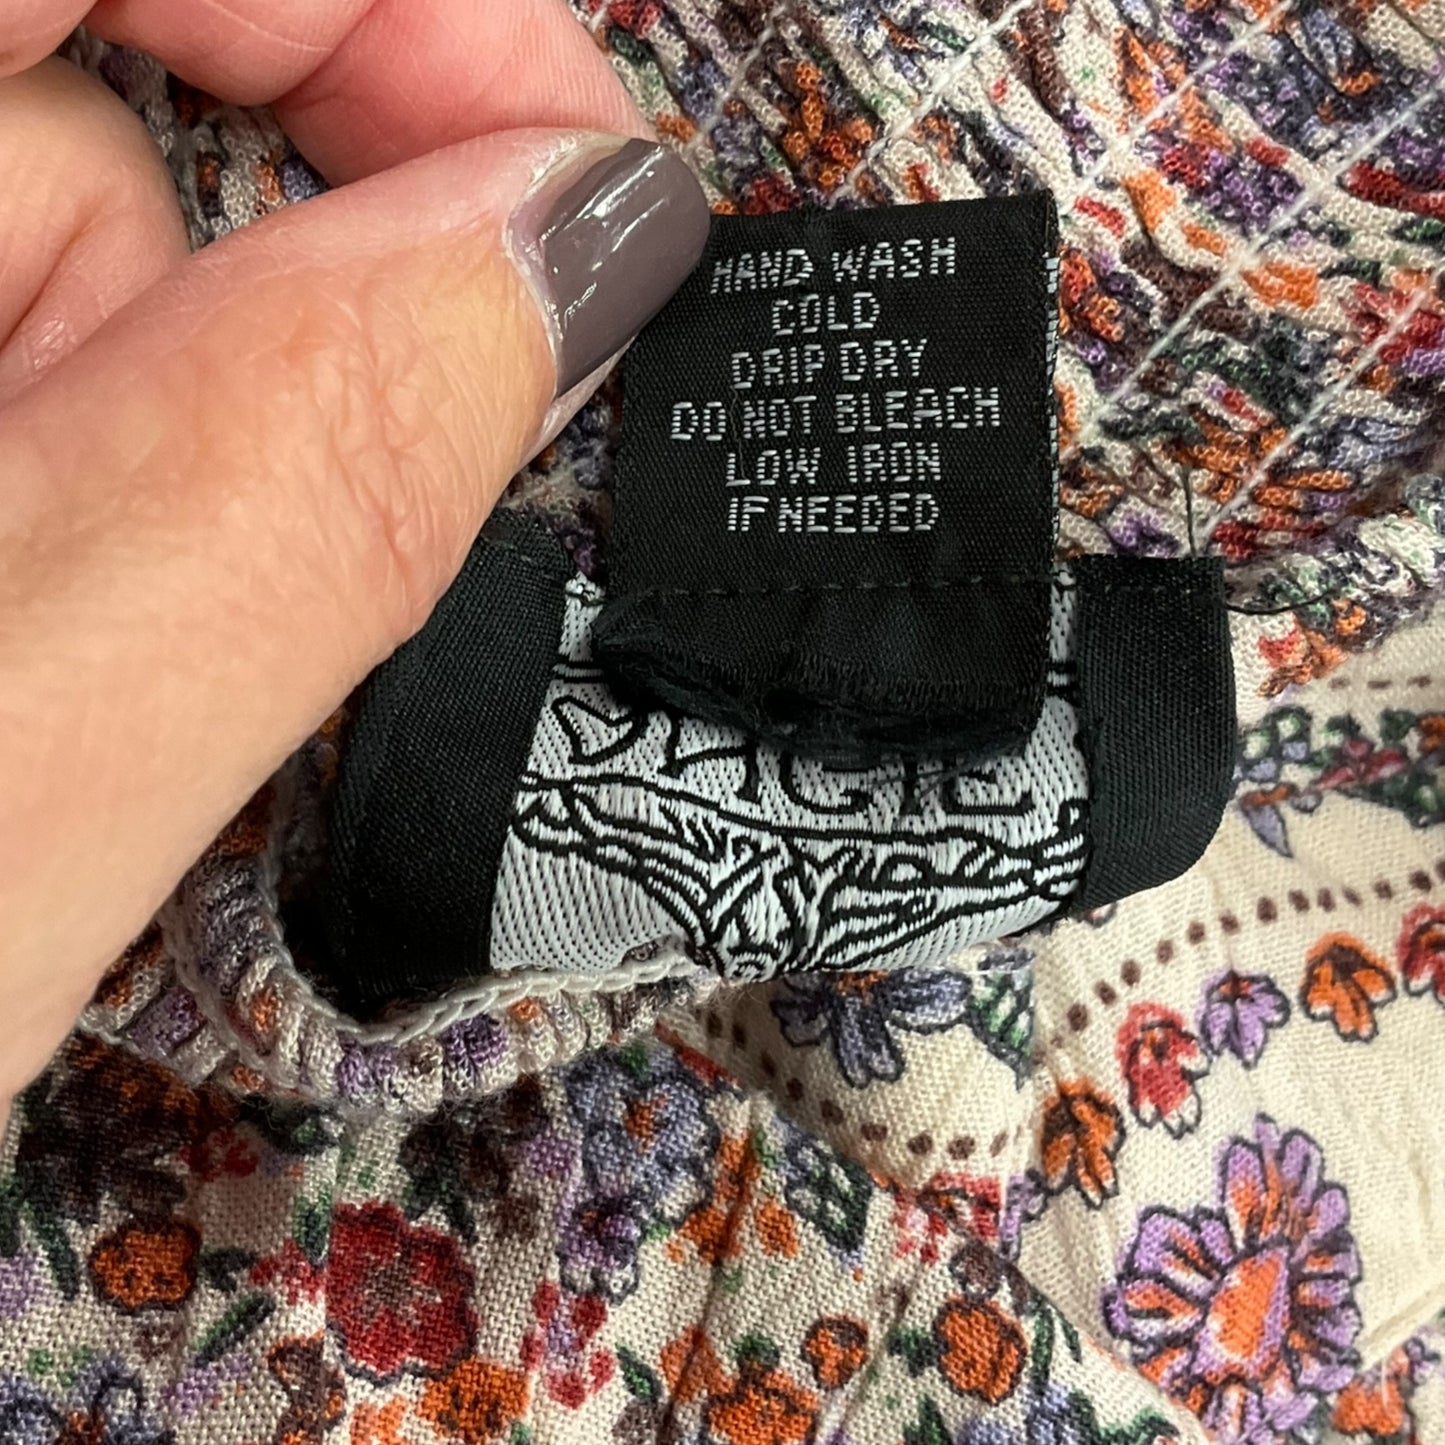 HAND WASH
COLD
DRIP DRY
DO NOT BLEACH
LOW IRON
IF NEEDED